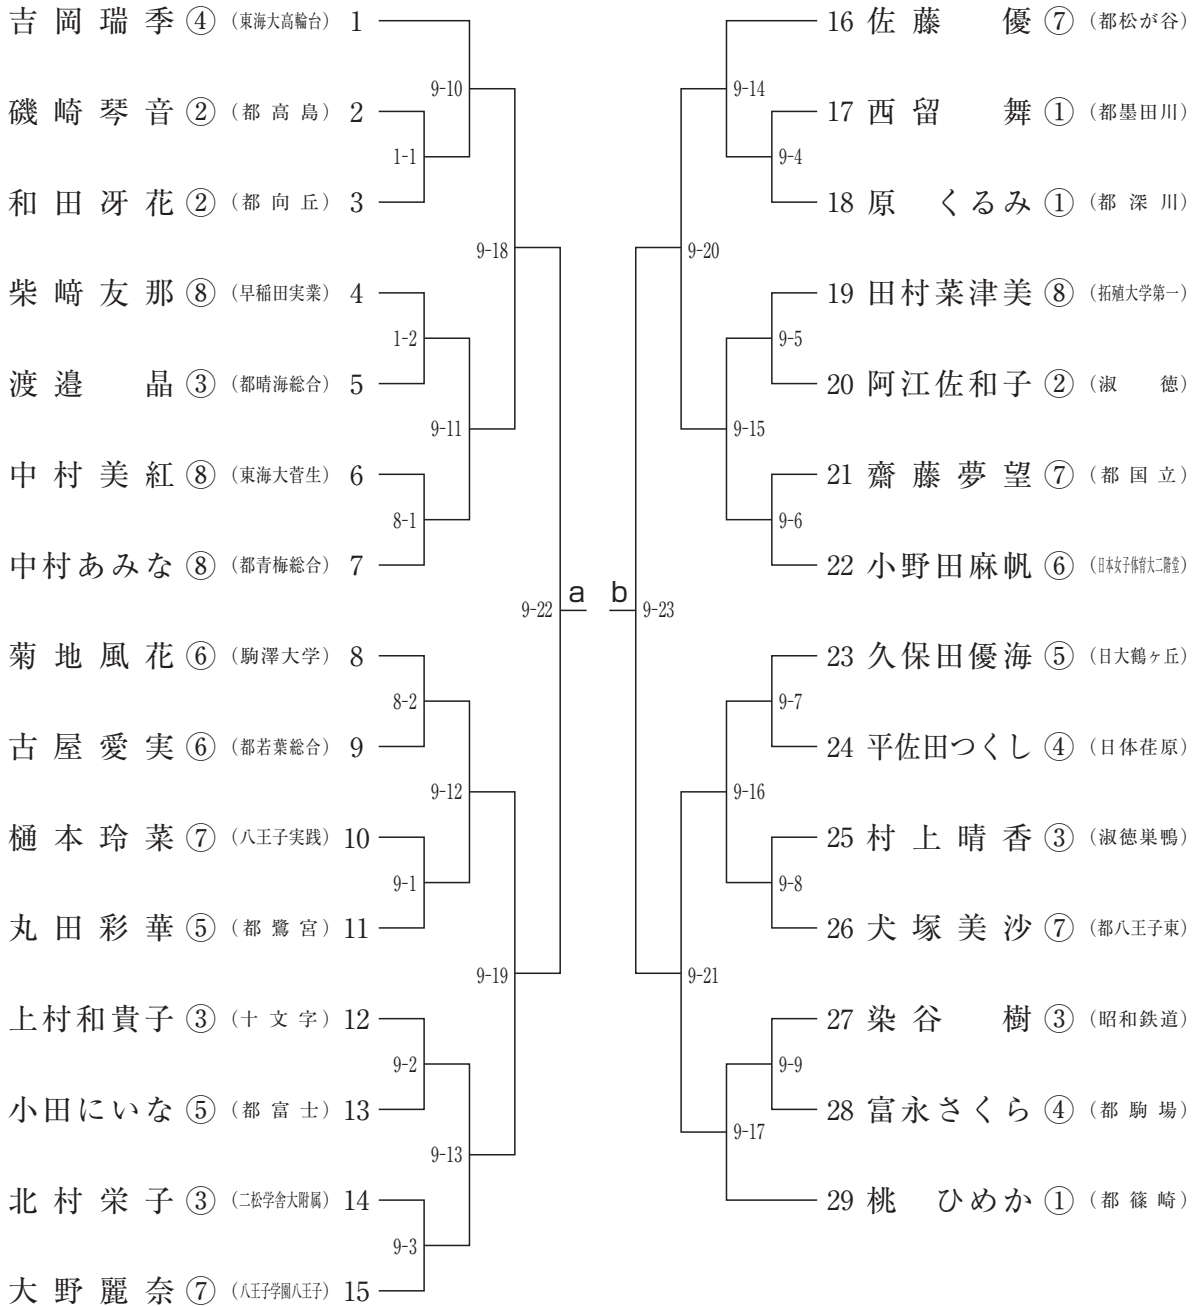 吉岡瑞季 ④ (東海大高輪台) 1
9-10
磯崎琴音 ② (都高島) 2
1-1
和田冴花 ② (都向丘) 3
9-18
柴﨑友那 ⑧ (早稲田実業) 4
1-2
渡邉 晶 ③ (都晴海総合) 5
9-11
中村美紅 ⑧ (東海大菅生) 6
8-1
中村あみな ⑧ (都青梅総合) 7
9-22 a
菊地風花 ⑥ (駒澤大学) 8
8-2
古屋愛実 ⑥ (都若葉総合) 9
9-12
樋本玲菜 ⑦ (八王子実践) 10
9-1
丸田彩華 ⑤ (都鷺宮) 11
9-19
上村和貴子 ③ (十文字) 12
9-2
小田にいな ⑤ (都富士) 13
9-13
北村栄子 ③ (二松学舎大附属) 14
9-3
大野麗奈 ⑦ (八王子学園八王子) 15
16 佐藤 優 ⑦ (都松が谷)
9-14
17 西留 舞 ① (都墨田川)
9-4
18 原 くるみ ① (都深川)
9-20
19 田村菜津美 ⑧ (拓殖大学第一)
9-5
20 阿江佐和子 ② (淑徳)
9-15
21 齋藤夢望 ⑦ (都国立)
9-6
22 小野田麻帆 ⑥ (日本女子体育大二階堂)
b 9-23
23 久保田優海 ⑤ (日大鶴ヶ丘)
9-7
24 平佐田つくし ④ (日体荏原)
9-16
25 村上晴香 ③ (淑徳巣鴨)
9-8
26 犬塚美沙 ⑦ (都八王子東)
9-21
27 染谷 樹 ③ (昭和鉄道)
9-9
28 富永さくら ④ (都駒場)
9-17
29 桃 ひめか ① (都篠崎)